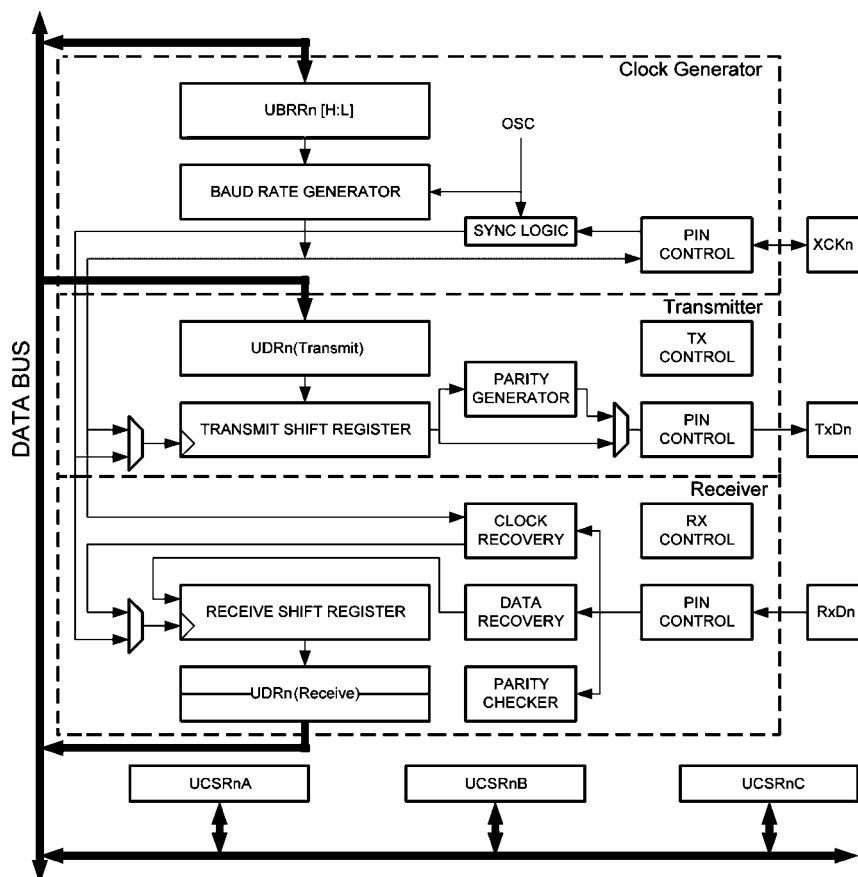 Clock Generator
UBRRn [H:L]
OSC
BAUD RATE GENERATOR
SYNC LOGIC
PIN
CONTROL
XCKn
DATA BUS
Transmitter
UDRn(Transmit)
TX
CONTROL
PARITY
GENERATOR
TRANSMIT SHIFT REGISTER
PIN
CONTROL
TxDn
Receiver
CLOCK
RECOVERY
RX
CONTROL
RECEIVE SHIFT REGISTER
DATA
RECOVERY
PIN
CONTROL
RxDn
UDRn(Receive)
PARITY
CHECKER
UCSRnA
UCSRnB
UCSRnC